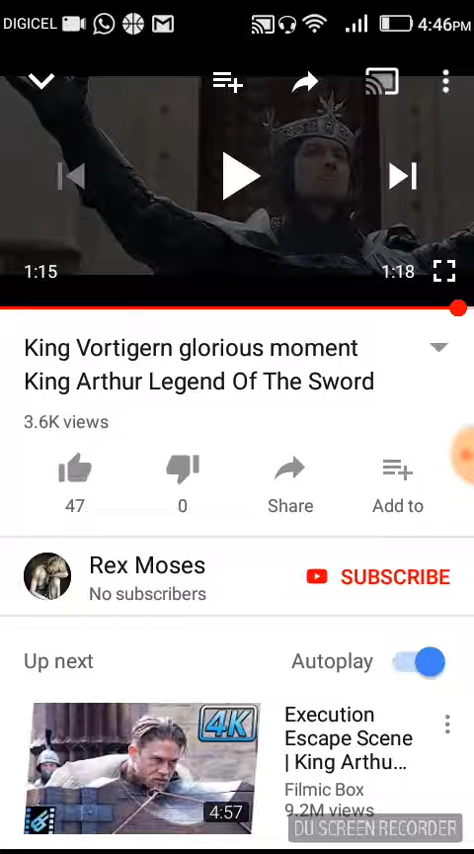 DIGICEL 4:46PM
1:15 1:18
King Vortigern glorious moment
King Arthur Legend Of The Sword
3.6K views
47 0 Share Add to
Rex Moses
No subscribers
SUBSCRIBE
Up next Autoplay
4K
4:57
Execution
Escape Scene
| King Arthu...
Filmic Box
9.2M views
DU SCREEN RECORDER